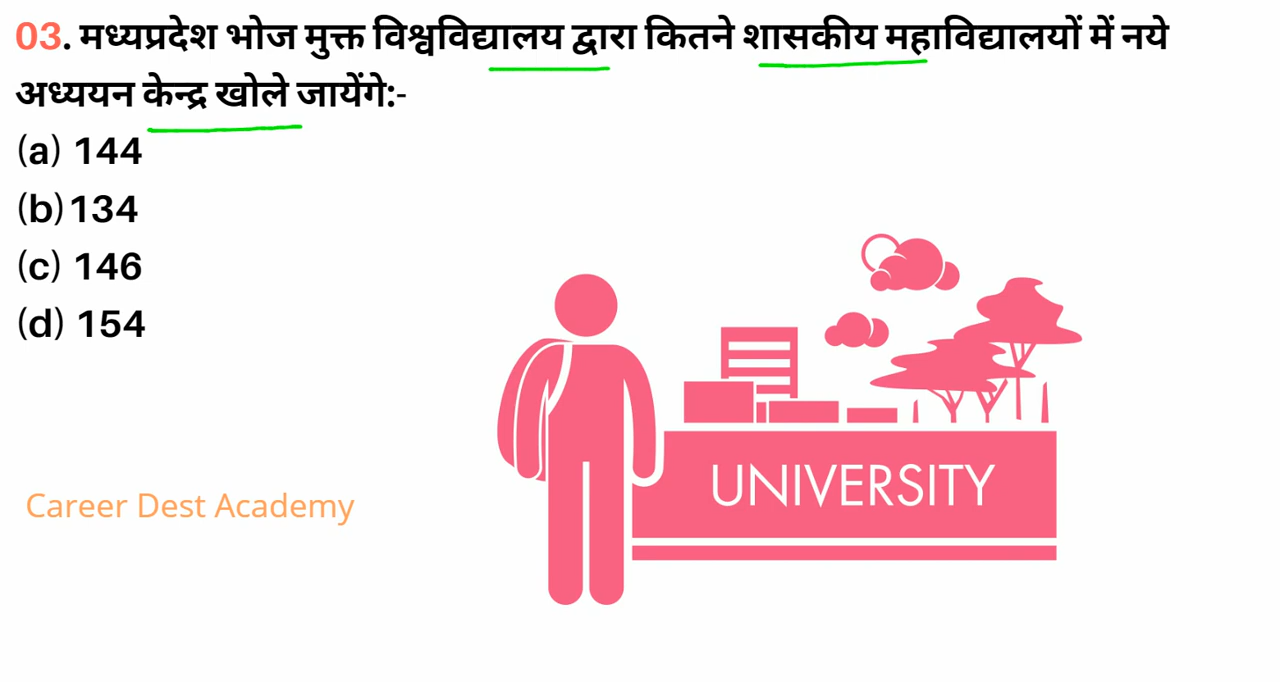 03. मध्यप्रदेश भोज मुक्त विश्वविद्यालय द्वारा कितने शासकीय महाविद्यालयों में नये
अध्ययन केन्द्र खोले जायेंगे:-
(a) 144
(b) 134
(c) 146
(d) 154
UNIVERSITY
Career Dest Academy